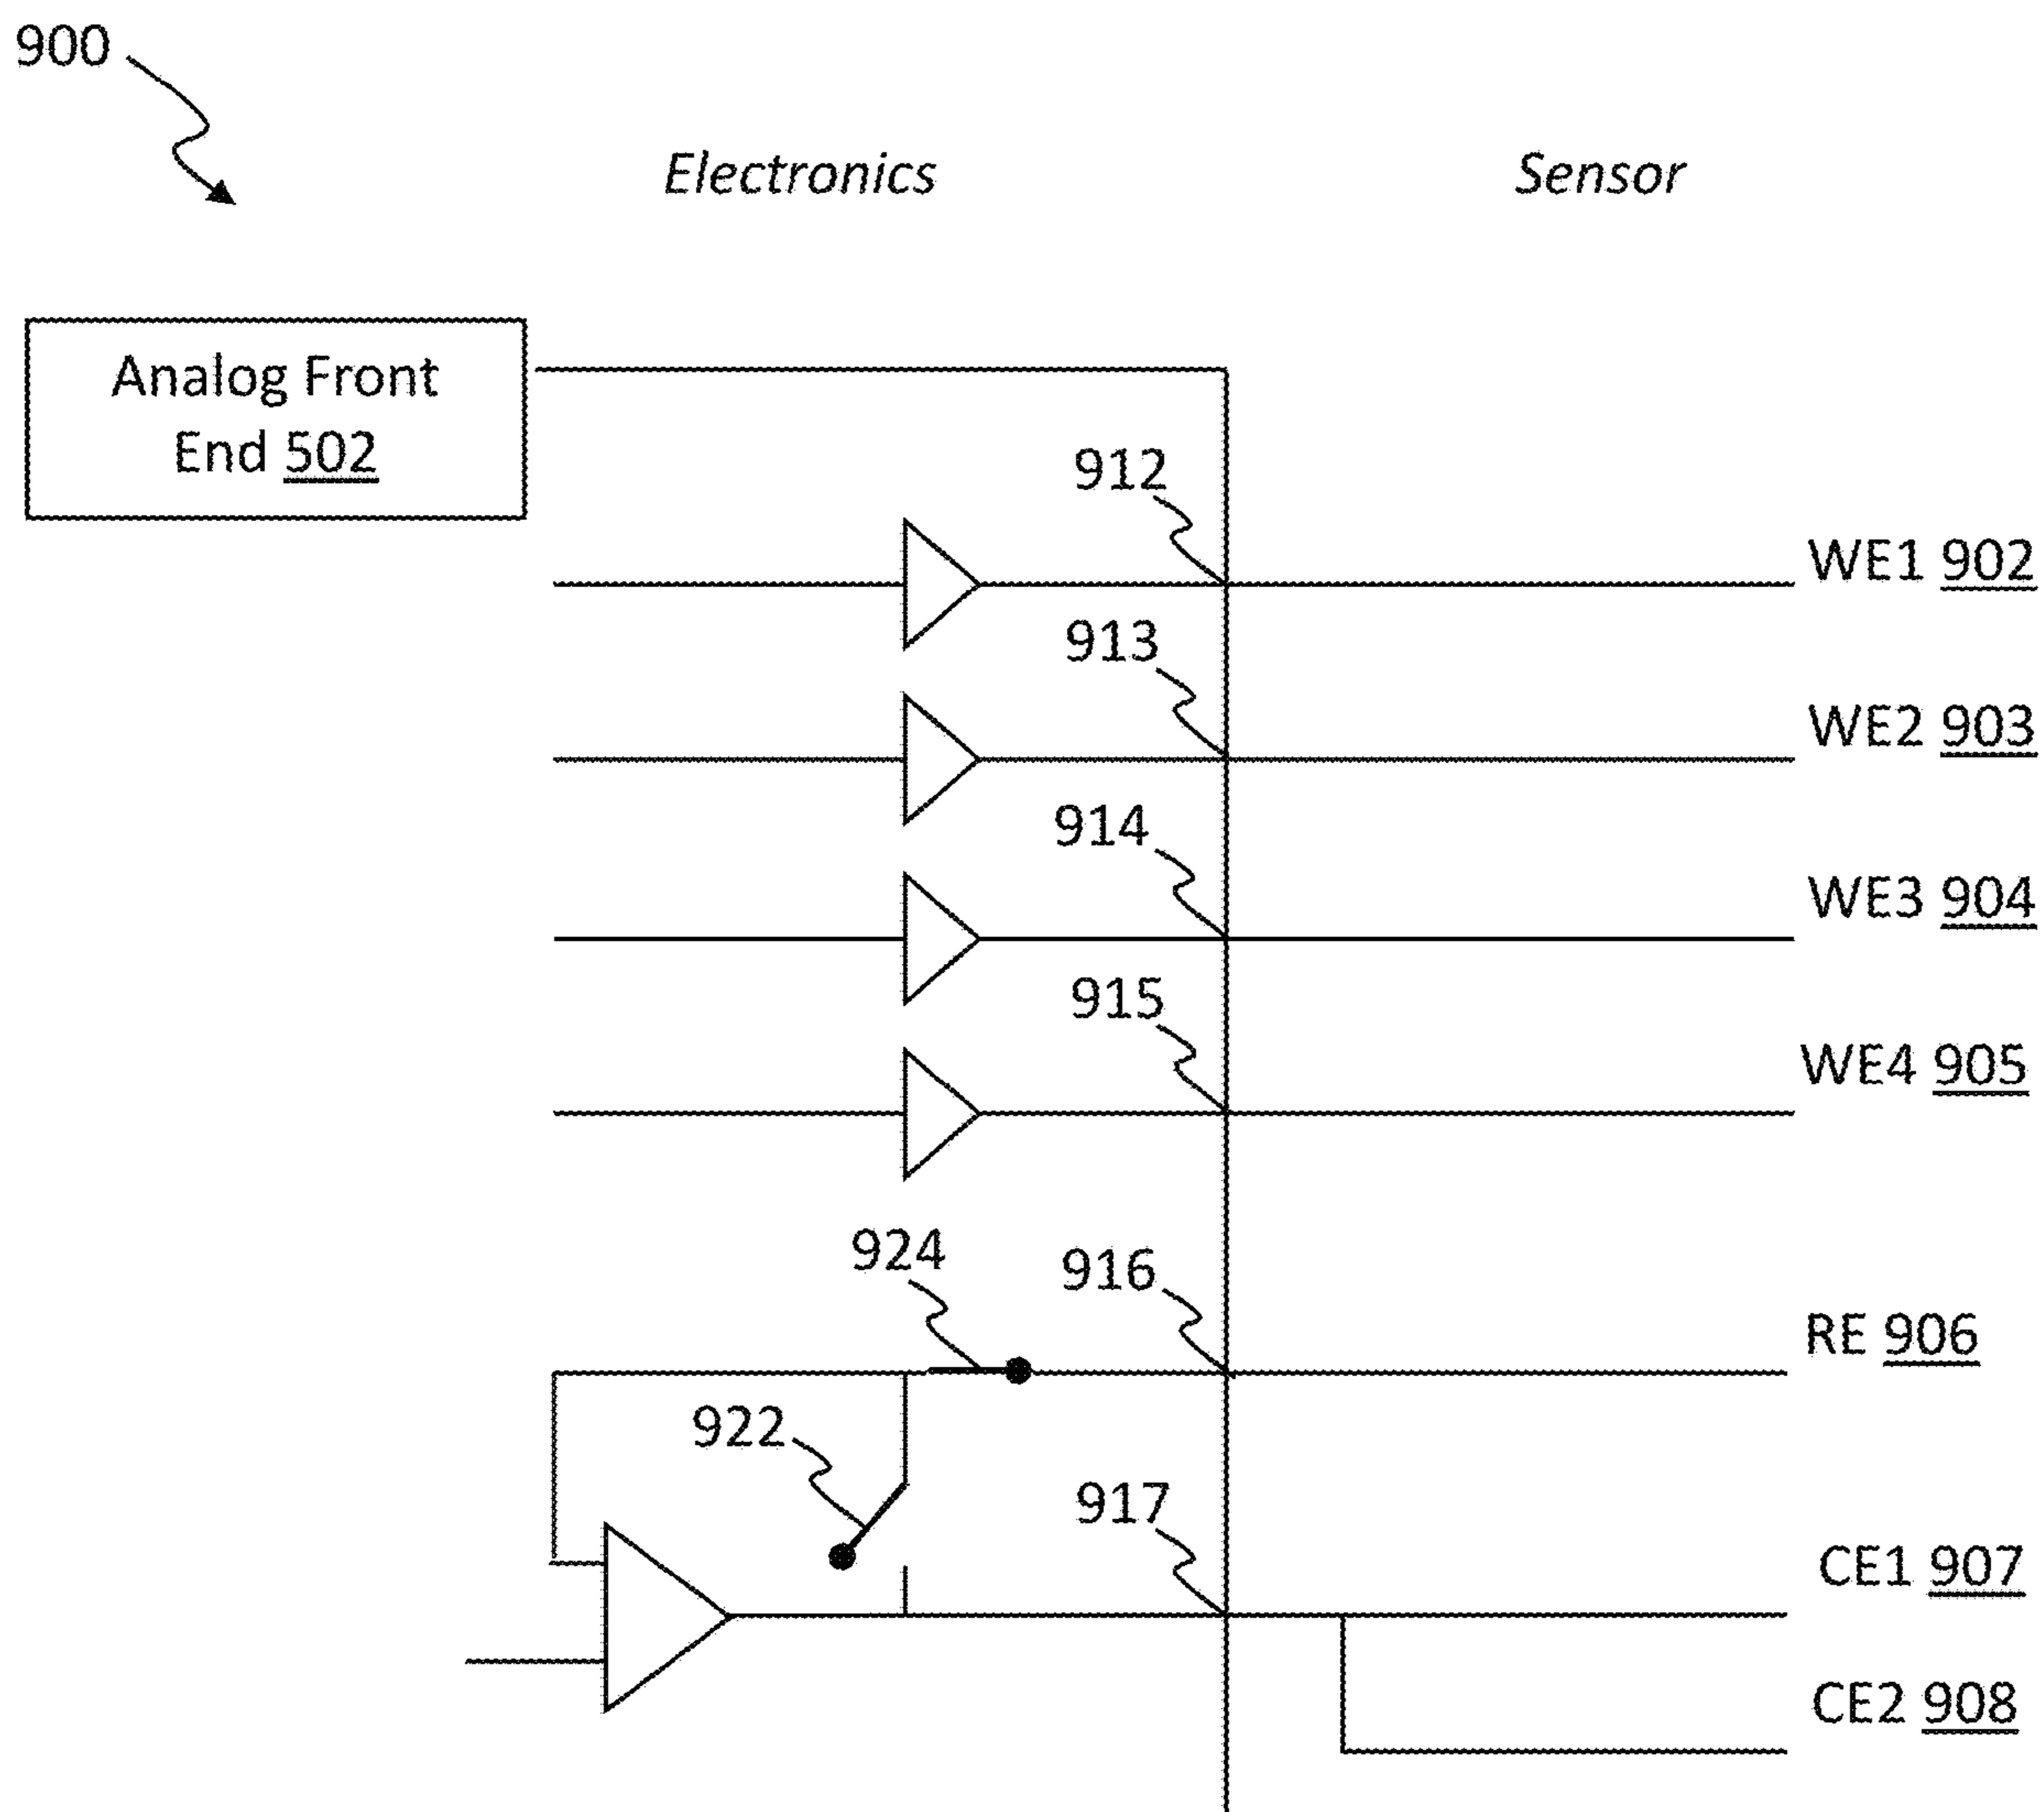 900
Electronics
Sensor
Analog Front
End 502
912
WE1 902
913
WE2 903
914
WE3 904
915
WE4 905
924
916
RE 906
922
917
CE1 907
CE2 908